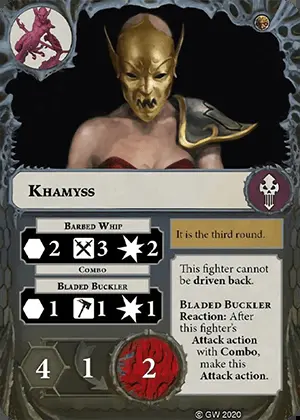 Khamyss
Barbed Whip
2 3 2
Combo
Bladed Buckler
1 1 1
It is the third round.
This fighter cannot
be driven back.
Bladed Buckler
Reaction: After
this fighter's
Attack action
with Combo,
make this
Attack action.
4 1 2
© GW 2020